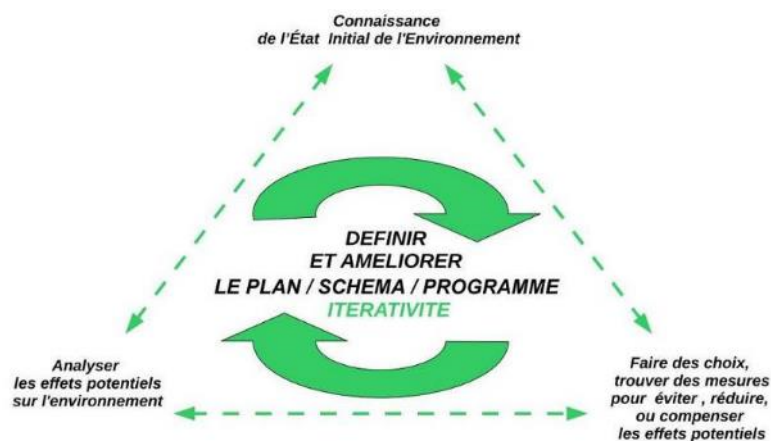 Connaissance
de l'État Initial de l'Environnement
DEFINIR
ET AMELIORER
LE PLAN / SCHEMA / PROGRAMME
ITERATIVITE
Analyser
les effets potentiels
sur l'environnement
Faire des choix,
trouver des mesures
pour éviter , réduire,
ou compenser
les effets potentiels